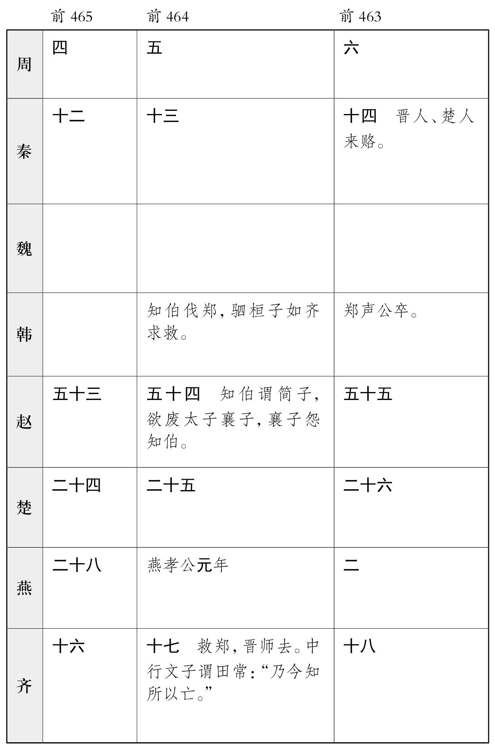 前 465 前 464 前 463
周 四 五 六
秦 十二 十三 十四 晋人、楚人
来赂。
魏
韩 知伯伐郑，驷桓子如齐 郑声公卒。
求救。
赵 五十三 五十四 知伯谓简子， 五十五
欲废太子襄子，襄子怨
知伯。
楚 二十四 二十五 二十六
燕 二十八 燕孝公元年 二
齐 十六 十七 救郑，晋师去。中 十八
行文子谓田常：“乃今知
所以亡。”